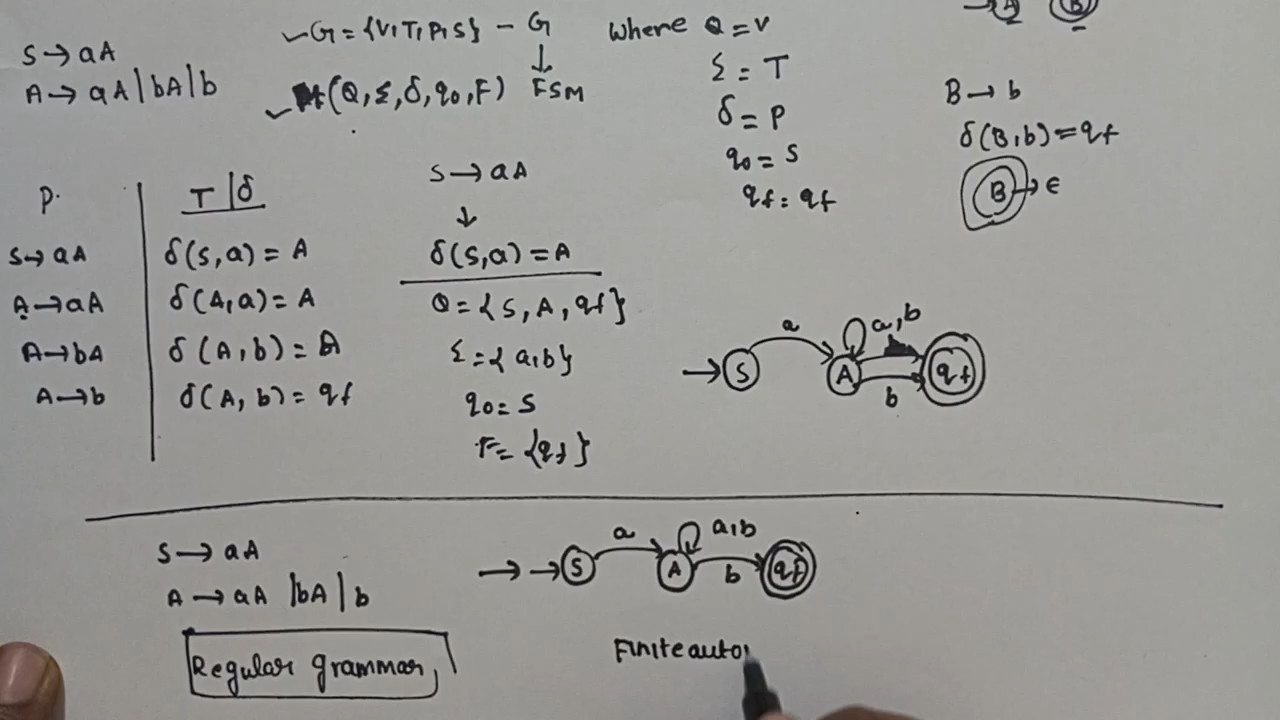 S → aA
A → aA | bA | b
G = {V, T, P, S} - G
↓
M (Q, Σ, δ, q0, F) FSM
Where Q = V
Σ = T
δ = P
q0 = S
qf = qf
A B
B → b
δ(B, b) = qf
B → ϵ
P. T | δ
S → aA δ(S, a) = A
A → aA δ(A, a) = A
A → bA δ(A, b) = A
A → b δ(A, b) = qf
S → aA
↓
δ(S, a) = A
Q = {S, A, qf}
Σ = {a, b}
q0 = S
F = {qf}
a a, b
→ S A qf
b
S → aA
A → aA | bA | b
Regular grammar
a a, b
→ → S A qf
b
Finite auto